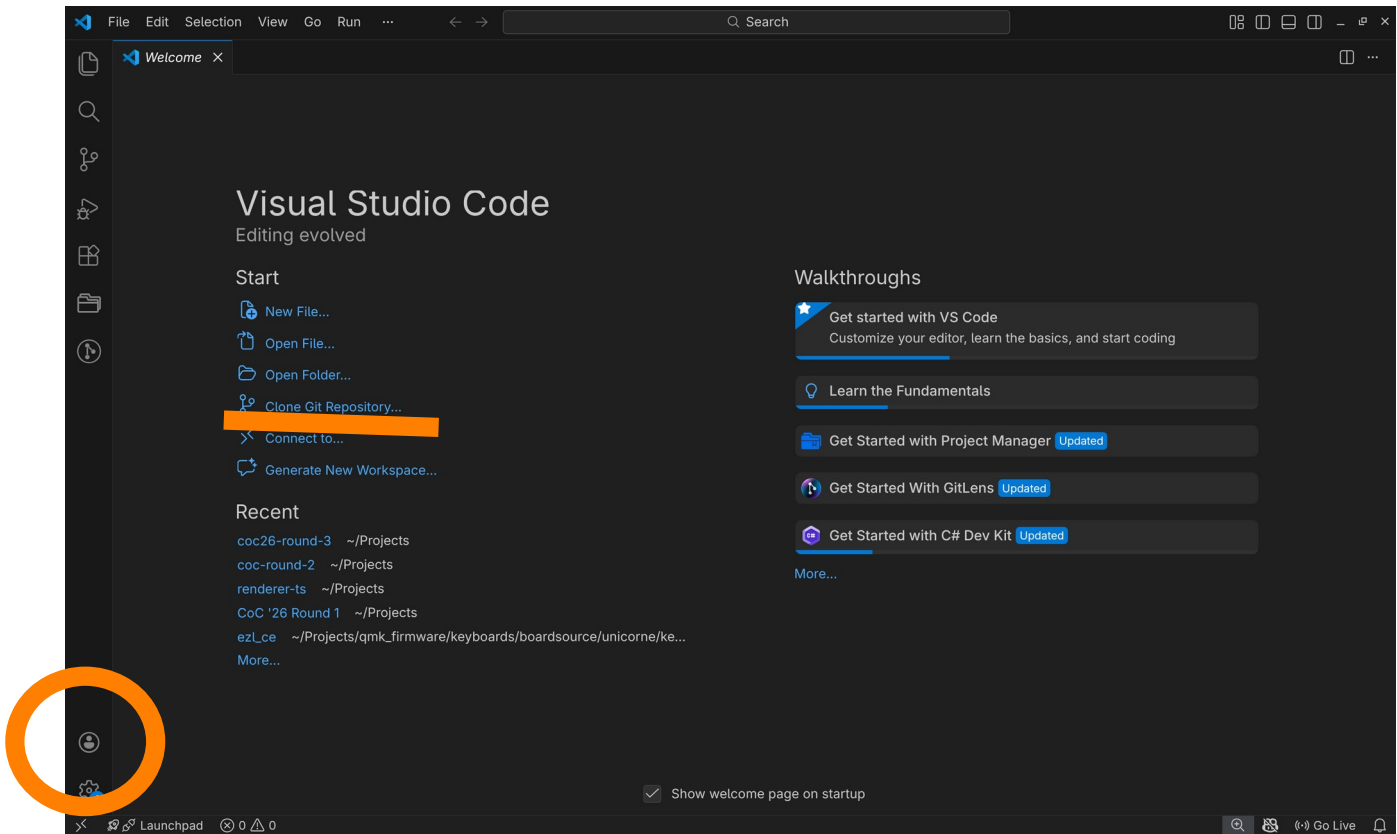 File Edit Selection View Go Run ··· Search
Welcome
Visual Studio Code
Editing evolved
Start
New File...
Open File...
Open Folder...
Clone Git Repository...
Connect to...
Generate New Workspace...
Recent
coc26-round-3 ~/Projects
coc-round-2 ~/Projects
renderer-ts ~/Projects
CoC '26 Round 1 ~/Projects
ezl_ce ~/Projects/qmk_firmware/keyboards/boardsource/unicorne/ke...
More...
Walkthroughs
Get started with VS Code
Customize your editor, learn the basics, and start coding
Learn the Fundamentals
Get Started with Project Manager Updated
Get Started With GitLens Updated
Get Started with C# Dev Kit Updated
More...
Show welcome page on startup
Launchpad 0 0 Go Live